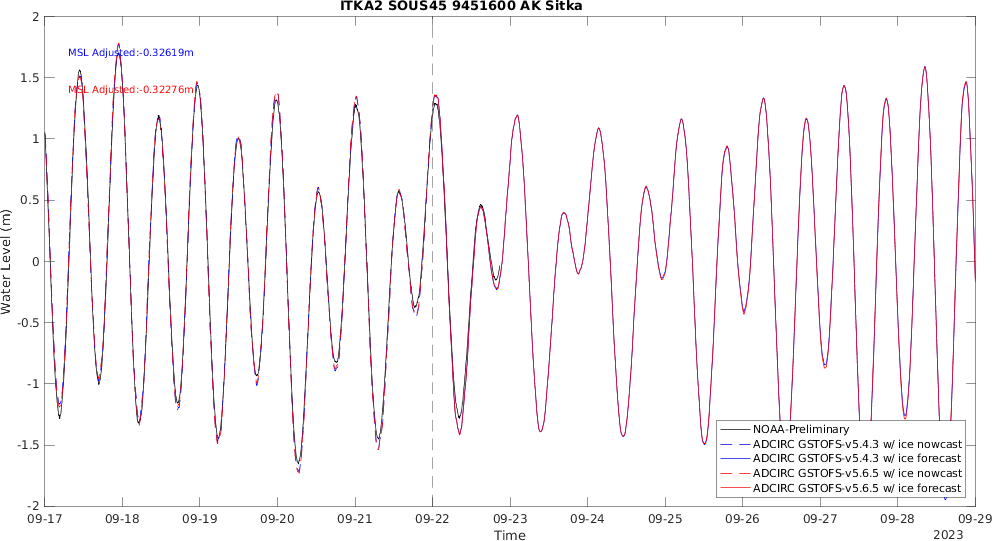 ITKA2 SOUS45 9451600 AK Sitka
MSL Adjusted:-0.32619m
MSL Adjusted:-0.32276m
Water Level (m)
2
1.5
1
0.5
0
-0.5
-1
-1.5
-2
NOAA-Preliminary
ADCIRC GSTOFS-v5.4.3 w/ ice nowcast
ADCIRC GSTOFS-v5.4.3 w/ ice forecast
ADCIRC GSTOFS-v5.6.5 w/ ice nowcast
ADCIRC GSTOFS-v5.6.5 w/ ice forecast
09-17 09-18 09-19 09-20 09-21 09-22 09-23 09-24 09-25 09-26 09-27 09-28 09-29
Time
2023